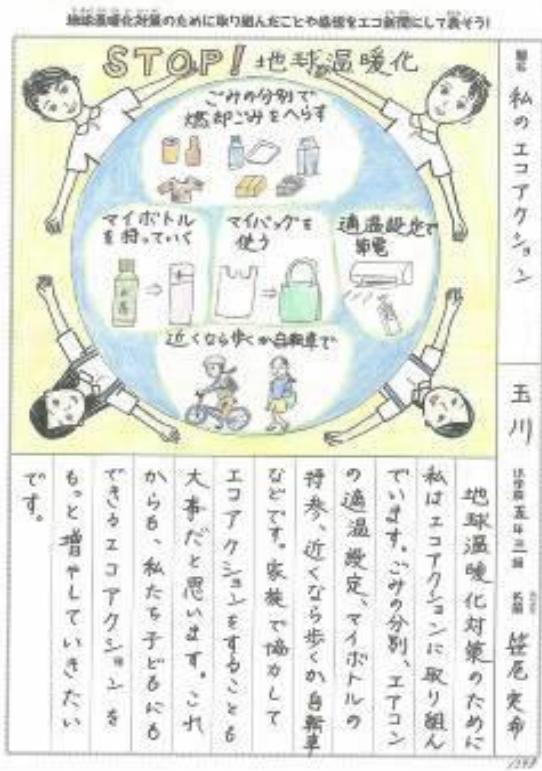 地球温暖化対策のために取り組んだことや感想をエコ新聞にして表そう!
STOP!地球温暖化
ごみの分別で
燃却ごみをへらす
マイボトル
を持っていく
マイバッグを
使う
適温設定で
節電
お茶
近くなら歩くか自転車で
題名
私のエコアクション
玉川
小学校五年三組
名前
笹尾実希
地球温暖化対策のために
私はエコアクションに取り組ん
でいます。ごみの分別、エアコン
の適温設定、マイボトルの
持参、近くなら歩くか自転車
などです。家族で協力して
エコアクションをすることも
大事だと思います。これ
からも、私たち子どもにも
できるエコアクションを
もっと増やしていきたい
です。